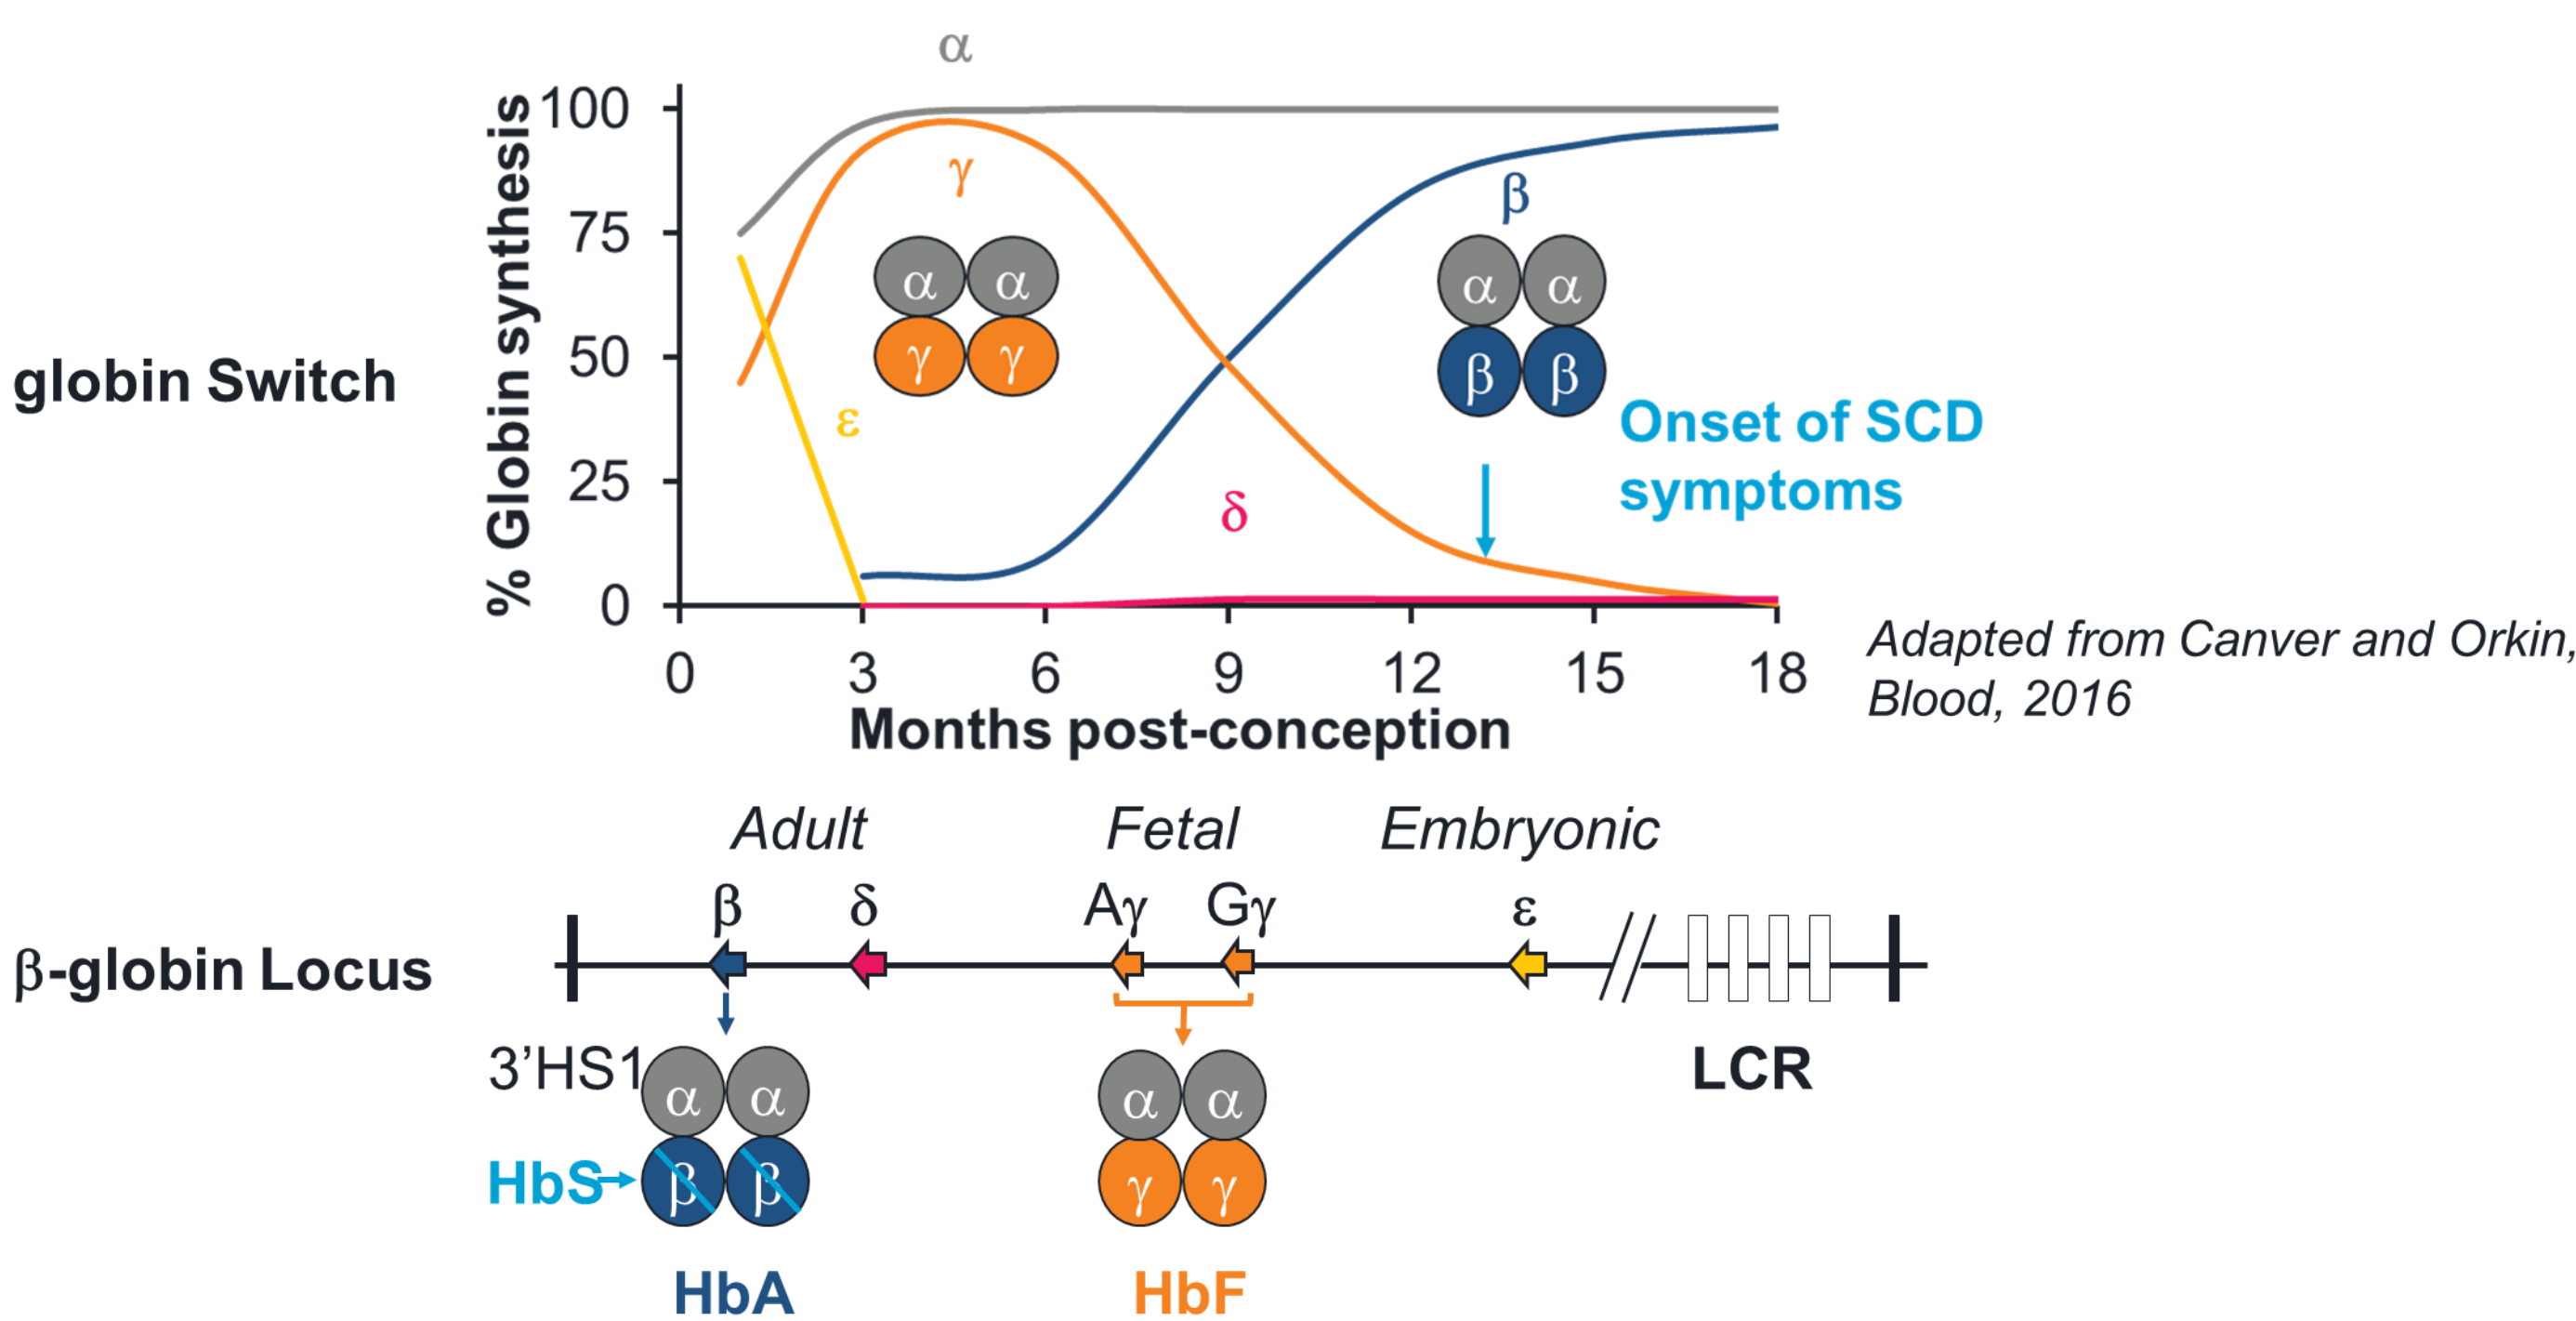 α
% Globin synthesis
100
75
50
25
0
γ
β
α α
γ γ
α α
β β
ε
δ
globin Switch
Onset of SCD
symptoms
0 3 6 9 12 15 18
Months post-conception
Adapted from Canver and Orkin,
Blood, 2016
Adult Fetal Embryonic
β δ Aγ Gγ ε
β-globin Locus
3’HS1
LCR
α α
α α
HbS
β β
γ γ
HbA HbF